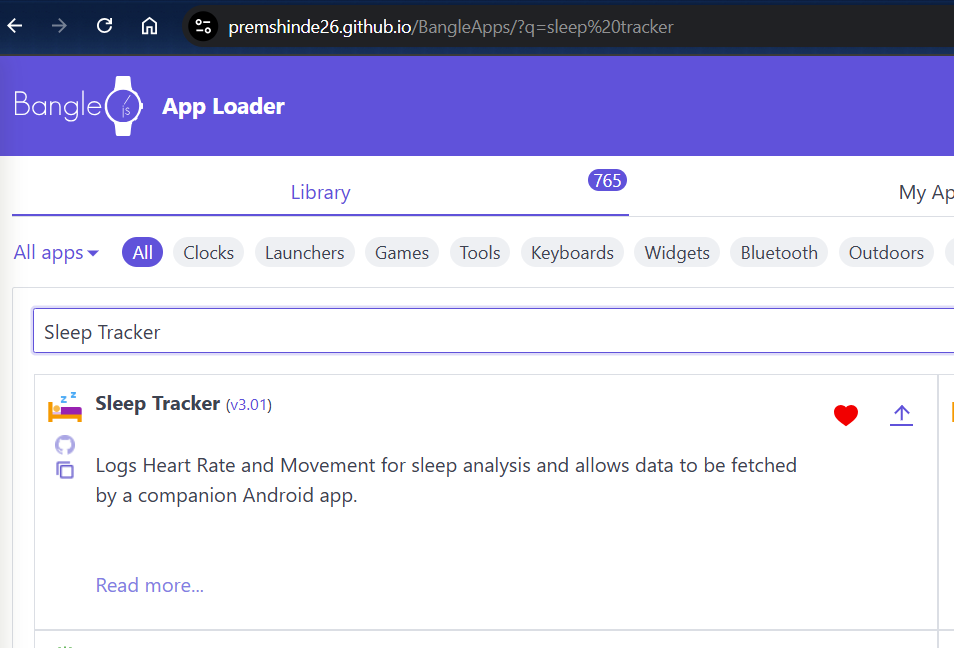 premshinde26.github.io/BangleApps/?q=sleep%20tracker
Bangle js App Loader
Library 765 My Ap
All apps All Clocks Launchers Games Tools Keyboards Widgets Bluetooth Outdoors
Sleep Tracker
z z Sleep Tracker (v3.01)
Logs Heart Rate and Movement for sleep analysis and allows data to be fetched
by a companion Android app.
Read more...